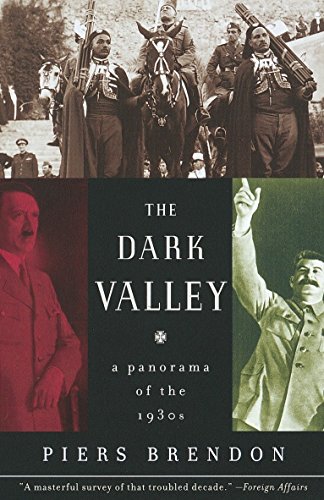 THE
DARK
VALLEY
a panorama
of the
1930s
PIERS BRENDON
"A masterful survey of that troubled decade." —Foreign Affairs